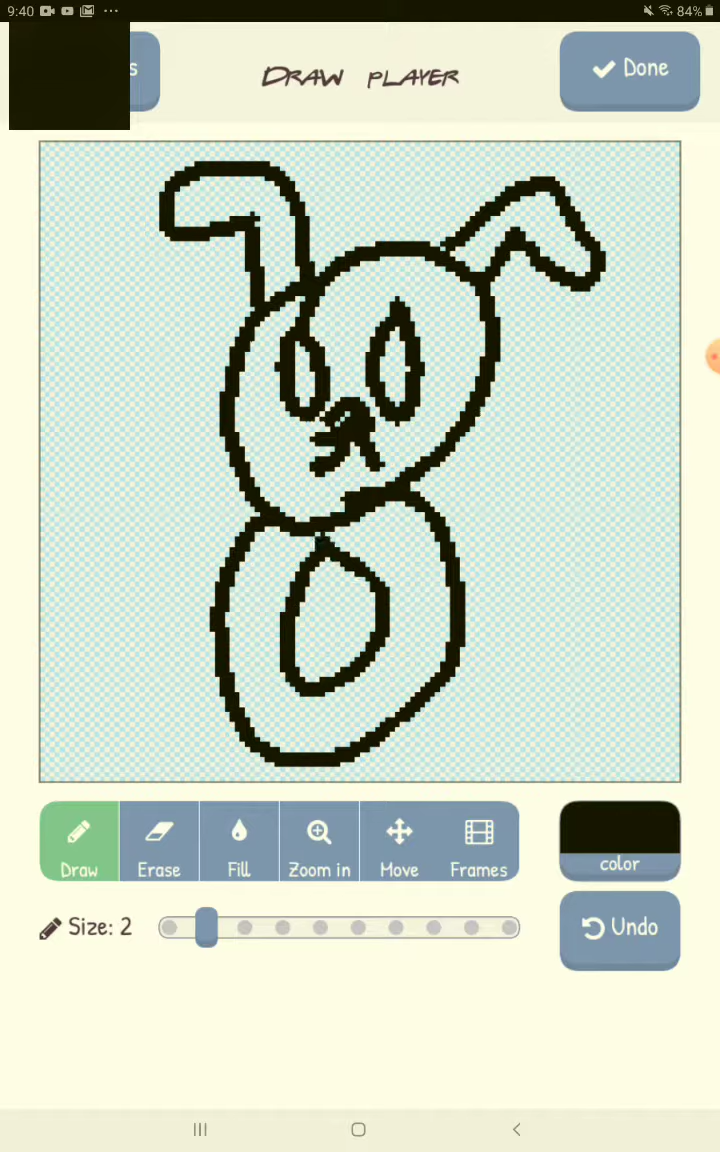 9:40 84%
s
DRAW PLAYER
Done
Draw Erase Fill Zoom in Move Frames
color
Size: 2
Undo